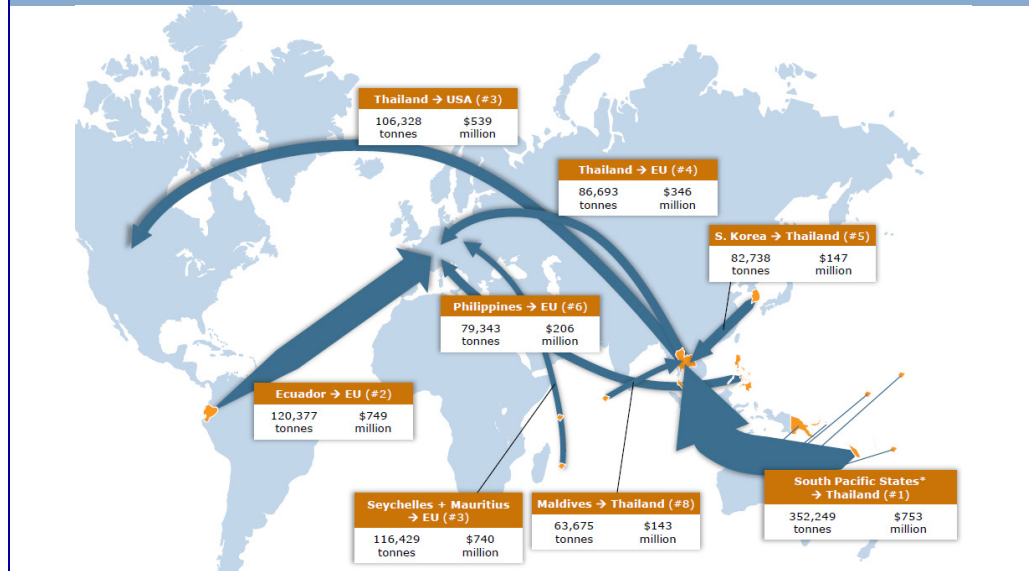 Thailand → USA (#3)
106,328 $539
tonnes million
Thailand → EU (#4)
86,693 $346
tonnes million
S. Korea → Thailand (#5)
82,738 $147
tonnes million
Philippines → EU (#6)
79,343 $206
tonnes million
Ecuador → EU (#2)
120,377 $749
tonnes million
Seychelles + Mauritius
→ EU (#3)
116,429 $740
tonnes million
Maldives → Thailand (#8)
63,675 $143
tonnes million
South Pacific States*
→ Thailand (#1)
352,249 $753
tonnes million